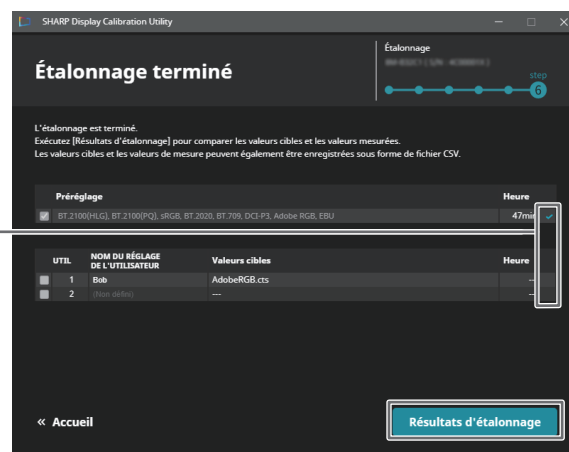 SHARP Display Calibration Utility
Étalonnage terminé
Étalonnage
step
6
L'étalonnage est terminé.
Exécutez [Résultats d'étalonnage] pour comparer les valeurs cibles et les valeurs mesurées.
Les valeurs cibles et les valeurs de mesure peuvent également être enregistrées sous forme de fichier CSV.
Préréglage Heure
BT.2100(HLG), BT.2100(PQ), sRGB, BT.2020, BT.709, DCI-P3, Adobe RGB, EBU 47min
UTIL NOM DU RÉGLAGE DE L'UTILISATEUR Valeurs cibles Heure
1 Bob AdobeRGB.cts ---
2 (Non défini) --- ---
« Accueil
Résultats d'étalonnage